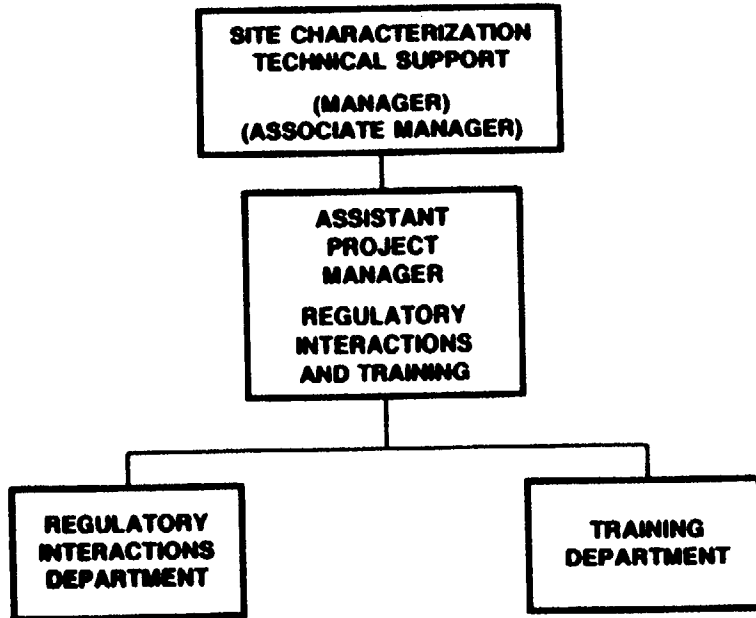 SITE CHARACTERIZATION
TECHNICAL SUPPORT
(MANAGER)
(ASSOCIATE MANAGER)
ASSISTANT
PROJECT
MANAGER
REGULATORY
INTERACTIONS
AND TRAINING
REGULATORY
INTERACTIONS
DEPARTMENT
TRAINING
DEPARTMENT